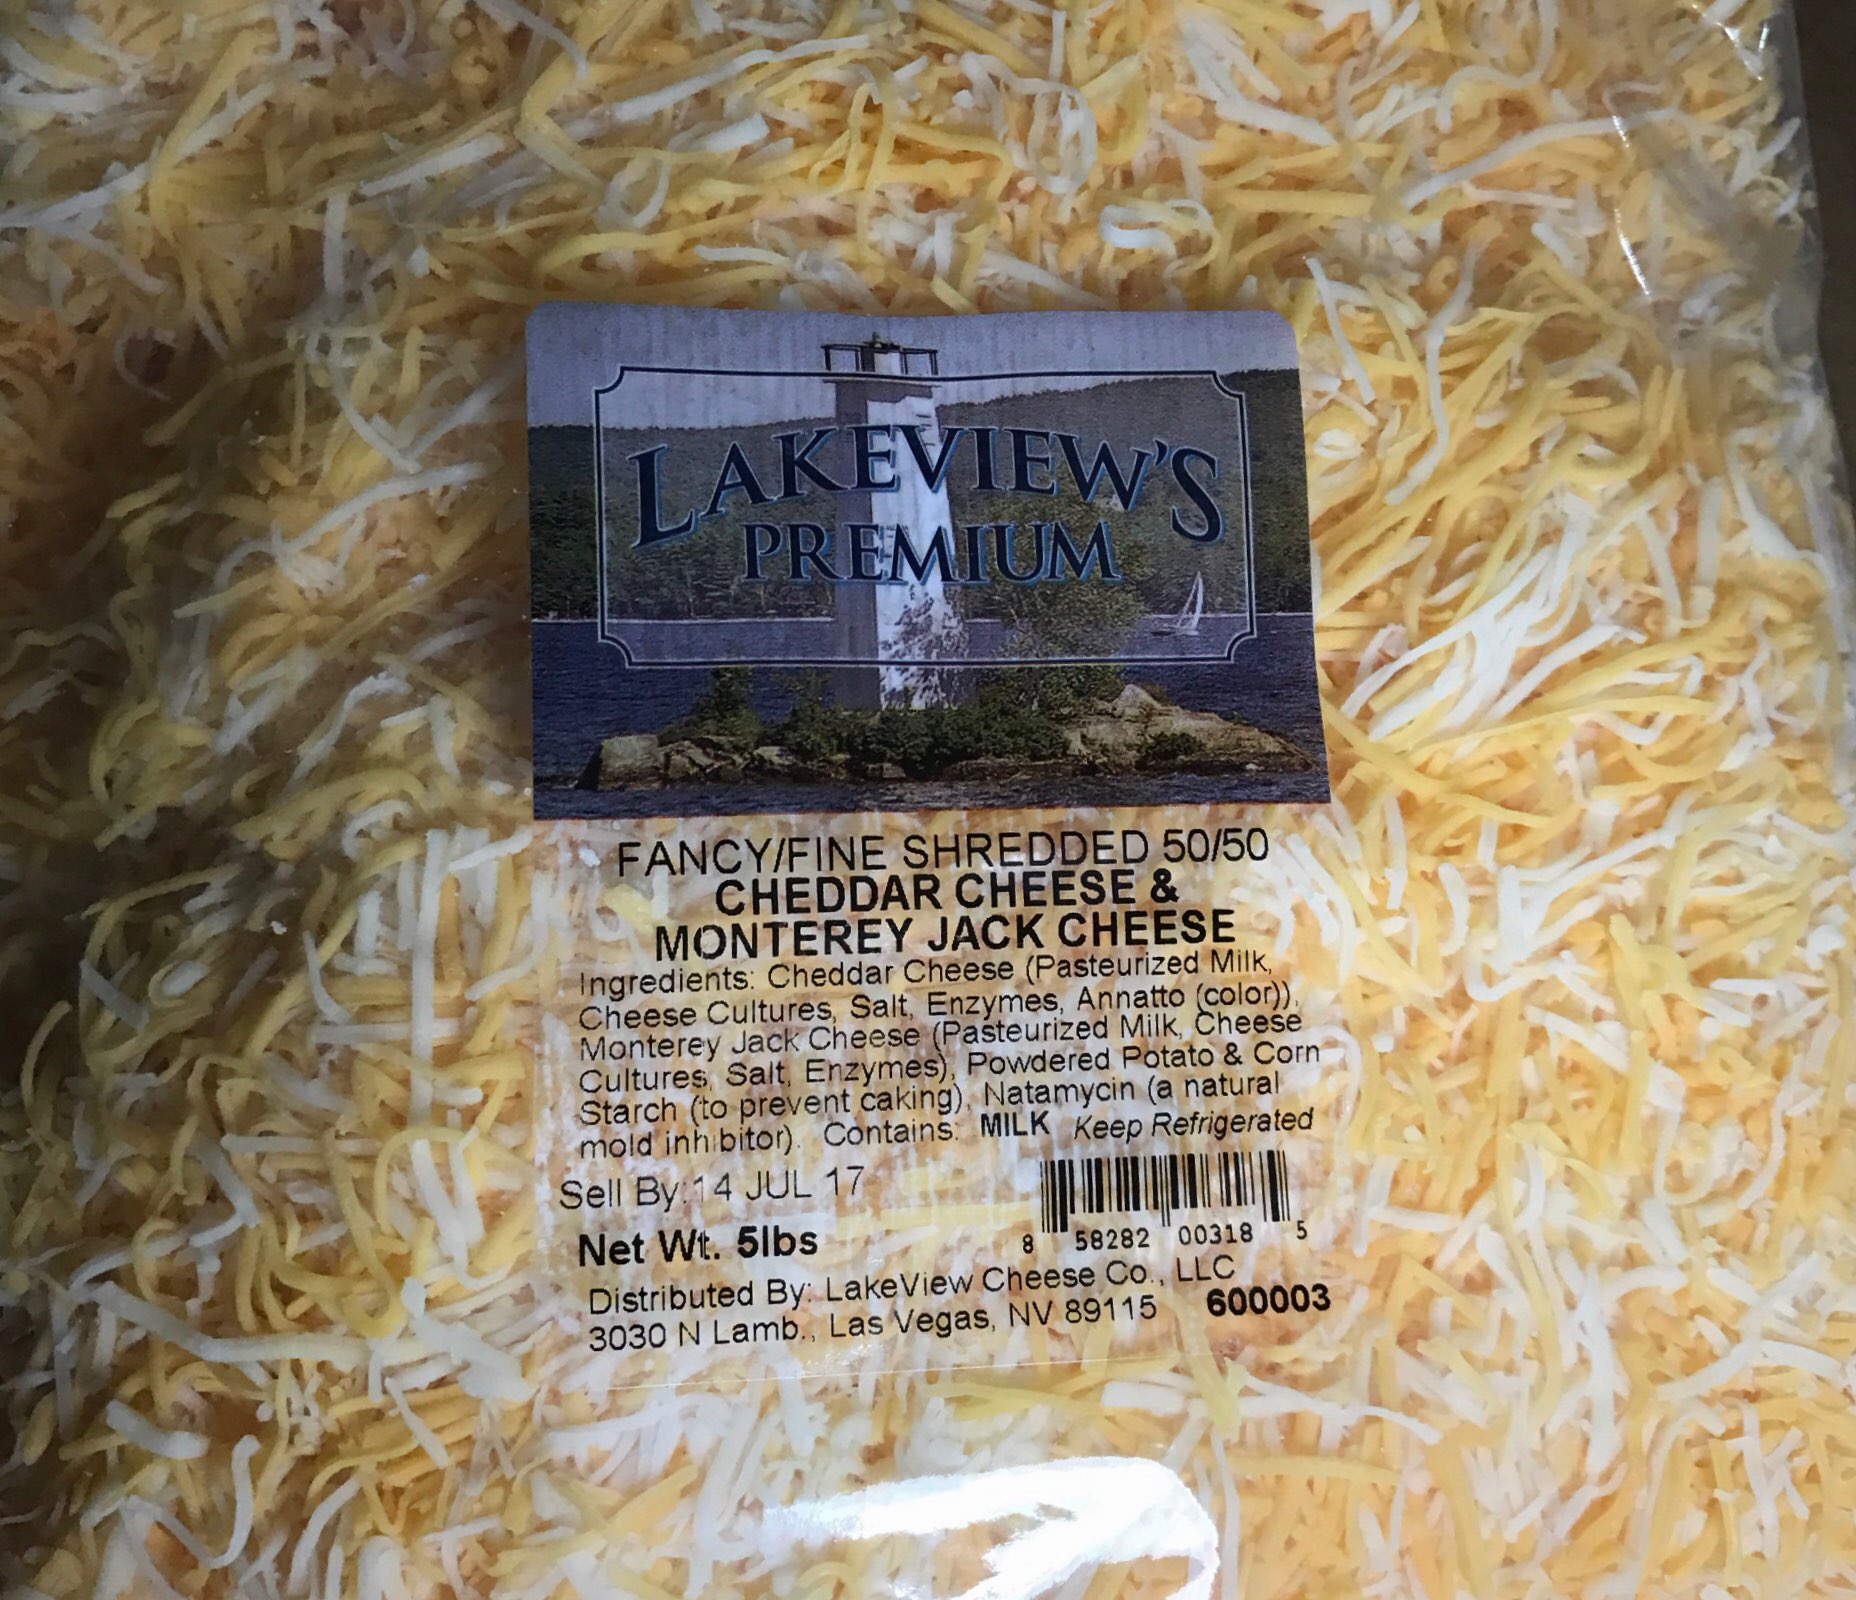 LAKEVIEW'S
PREMIUM
FANCY/FINE SHREDDED 50/50
CHEDDAR CHEESE &
MONTEREY JACK CHEESE
Ingredients: Cheddar Cheese (Pasteurized Milk,
Cheese Cultures, Salt, Enzymes, Annatto (color)),
Monterey Jack Cheese (Pasteurized Milk, Cheese
Cultures, Salt, Enzymes), Powdered Potato & Corn
Starch (to prevent caking), Natamycin (a natural
mold inhibitor). Contains: MILK Keep Refrigerated
Sell By:14 JUL 17
Net Wt. 5lbs
8 58282 00318 5
Distributed By: LakeView Cheese Co., LLC
3030 N Lamb., Las Vegas, NV 89115 600003